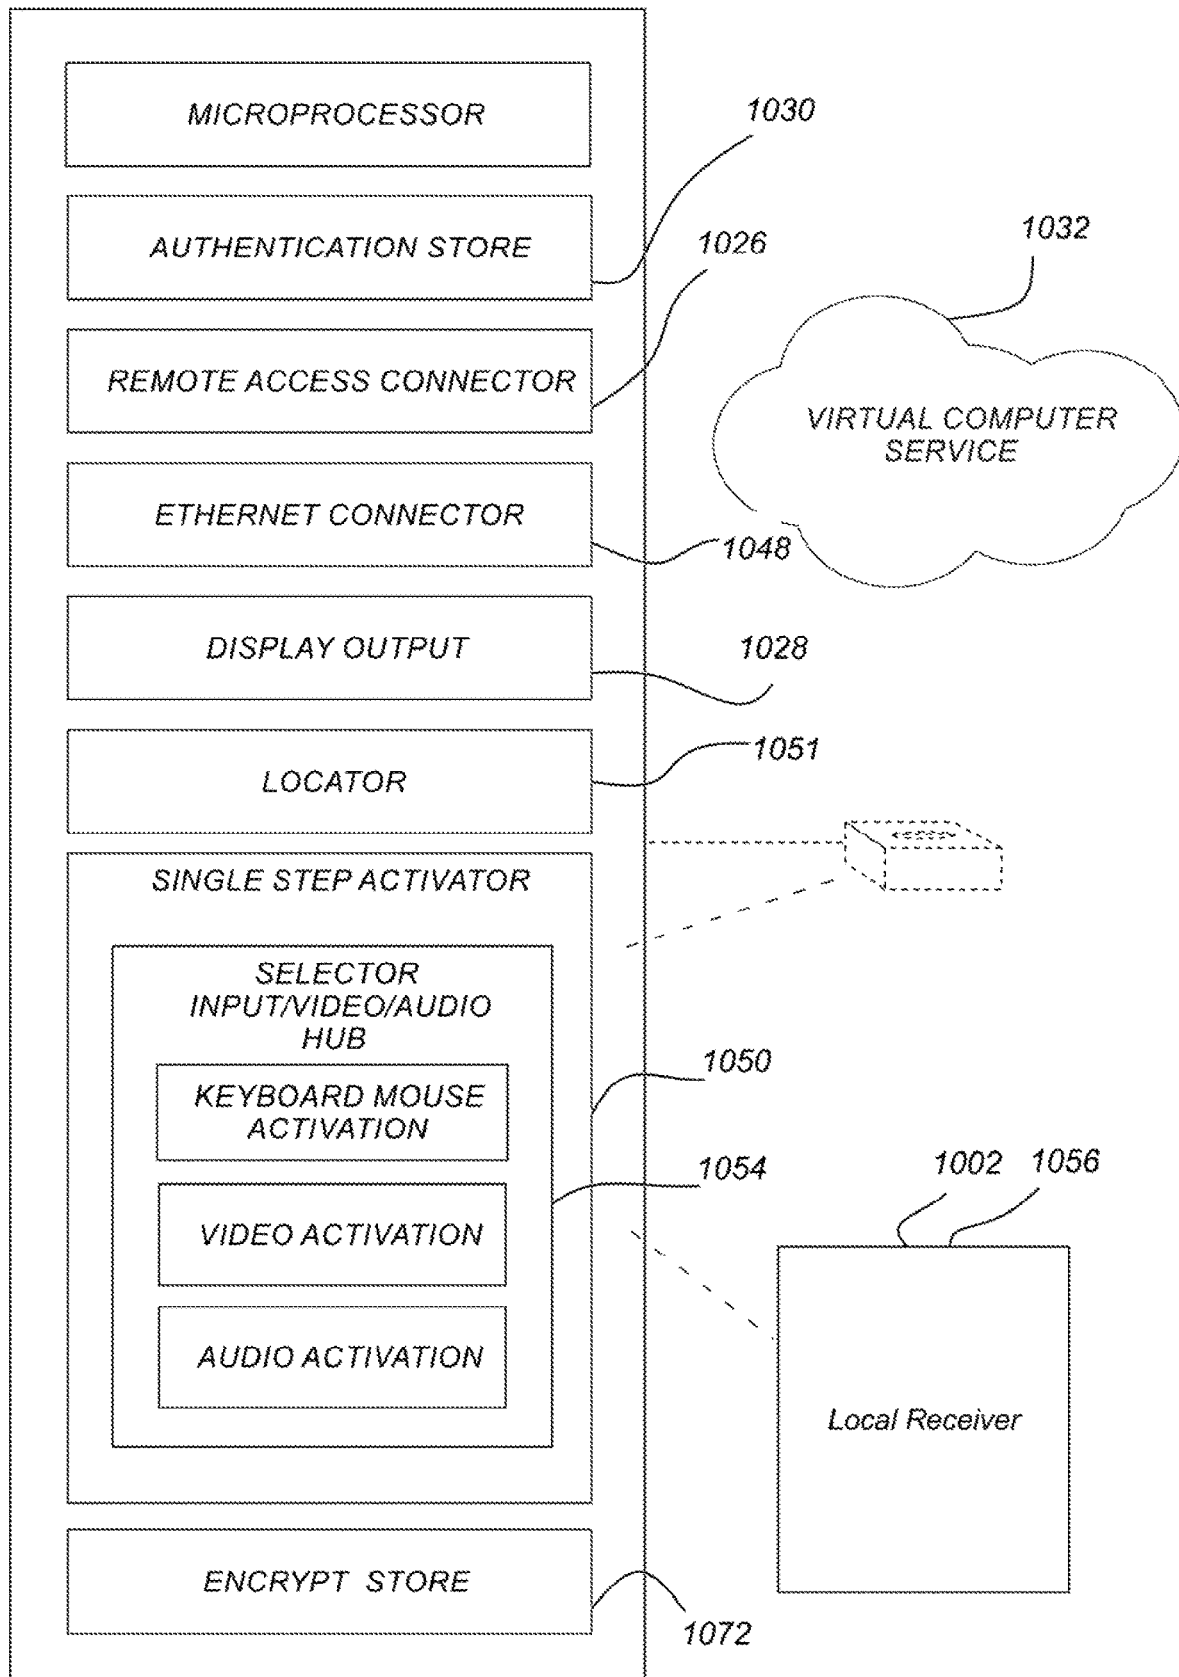 MICROPROCESSOR
1030
AUTHENTICATION STORE
1026
1032
REMOTE ACCESS CONNECTOR
VIRTUAL COMPUTER
SERVICE
ETHERNET CONNECTOR
1048
DISPLAY OUTPUT
1028
LOCATOR
1051
SINGLE STEP ACTIVATOR
SELECTOR
INPUT/VIDEO/AUDIO
HUB
1050
KEYBOARD MOUSE
ACTIVATION
1054
1002
1056
VIDEO ACTIVATION
AUDIO ACTIVATION
Local Receiver
ENCRYPT STORE
1072